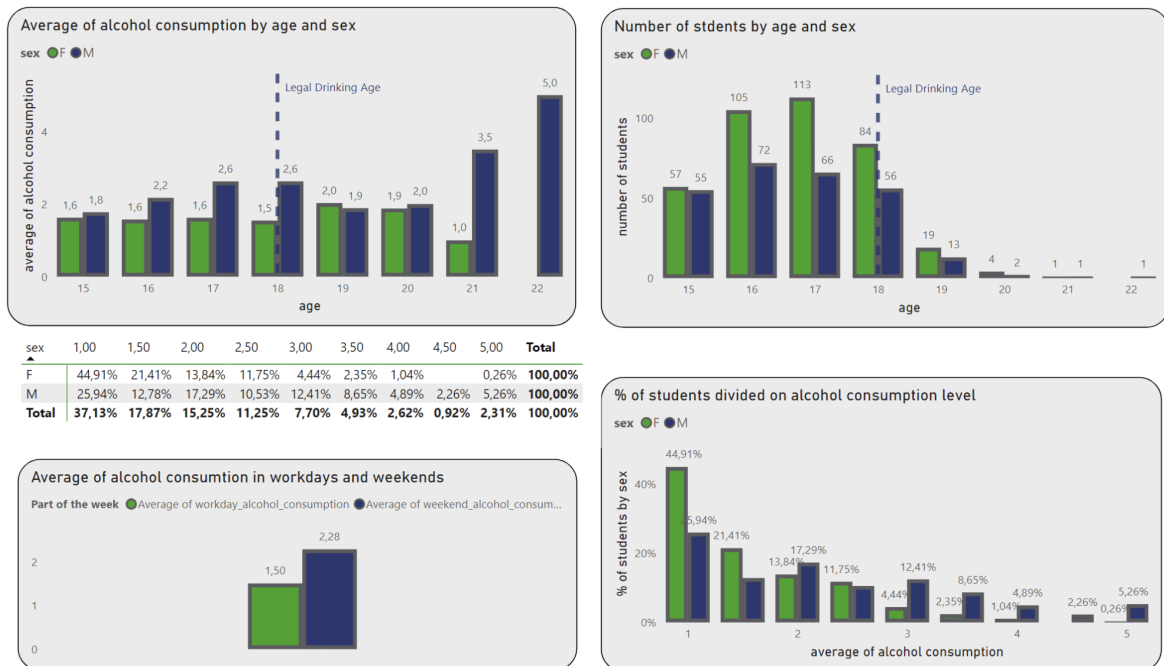 Average of alcohol consumption by age and sex
sex F M
average of alcohol consumption
4
2
0
Legal Drinking Age
1,6 1,8
1,6 2,2
1,6 2,6
1,5 2,6
2,0 1,9
1,9 2,0
1,0 3,5
5,0
15 16 17 18 19 20 21 22
age
Number of stdents by age and sex
sex F M
number of students
100
50
0
Legal Drinking Age
57 55
105 72
113 66
84 56
19 13
4 2
1 1
1
15 16 17 18 19 20 21 22
age
sex 1,00 1,50 2,00 2,50 3,00 3,50 4,00 4,50 5,00 Total
F 44,91% 21,41% 13,84% 11,75% 4,44% 2,35% 1,04% 0,26% 100,00%
M 25,94% 12,78% 17,29% 10,53% 12,41% 8,65% 4,89% 2,26% 5,26% 100,00%
Total 37,13% 17,87% 15,25% 11,25% 7,70% 4,93% 2,62% 0,92% 2,31% 100,00%
Average of alcohol consumtion in workdays and weekends
Part of the week Average of workday_alcohol_consumption Average of weekend_alcohol_consum...
2
1
0
1,50
2,28
% of students divided on alcohol consumption level
sex F M
% of students by sex
40%
20%
0%
44,91%
25,94%
21,41%
13,84%
17,29%
11,75%
4,44%
12,41%
2,35%
8,65%
1,04%
4,89%
2,26%
0,26%
5,26%
1 2 3 4 5
average of alcohol consumption